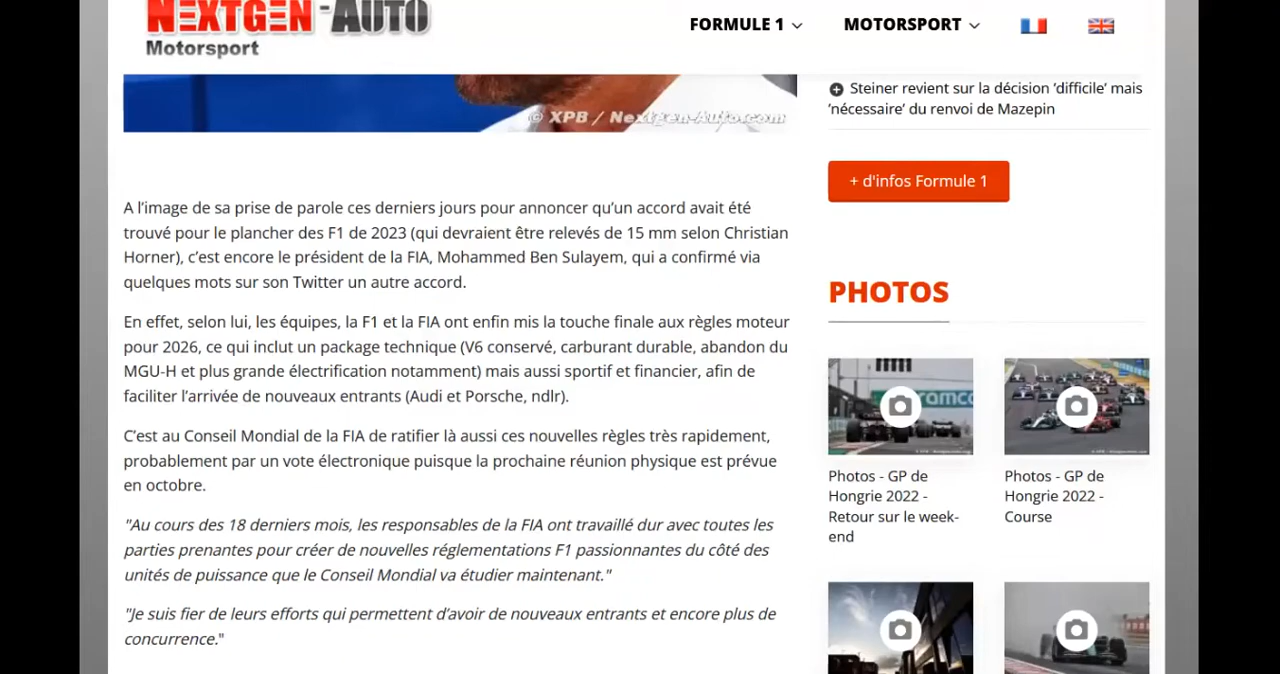 NEXTGEN-AUTO
Motorsport
FORMULE 1
MOTORSPORT
© XPB / Nextgen-Auto.com
A l’image de sa prise de parole ces derniers jours pour annoncer qu’un accord avait été
trouvé pour le plancher des F1 de 2023 (qui devraient être relevés de 15 mm selon Christian
Horner), c’est encore le président de la FIA, Mohammed Ben Sulayem, qui a confirmé via
quelques mots sur son Twitter un autre accord.
En effet, selon lui, les équipes, la F1 et la FIA ont enfin mis la touche finale aux règles moteur
pour 2026, ce qui inclut un package technique (V6 conservé, carburant durable, abandon du
MGU-H et plus grande électrification notamment) mais aussi sportif et financier, afin de
faciliter l’arrivée de nouveaux entrants (Audi et Porsche, ndlr).
C’est au Conseil Mondial de la FIA de ratifier là aussi ces nouvelles règles très rapidement,
probablement par un vote électronique puisque la prochaine réunion physique est prévue
en octobre.
"Au cours des 18 derniers mois, les responsables de la FIA ont travaillé dur avec toutes les
parties prenantes pour créer de nouvelles réglementations F1 passionnantes du côté des
unités de puissance que le Conseil Mondial va étudier maintenant."
"Je suis fier de leurs efforts qui permettent d’avoir de nouveaux entrants et encore plus de
concurrence."
Steiner revient sur la décision ’difficile’ mais
’nécessaire’ du renvoi de Mazepin
+ d'infos Formule 1
PHOTOS
aramco
Photos - GP de
Hongrie 2022 -
Retour sur le week-
end
Photos - GP de
Hongrie 2022 -
Course